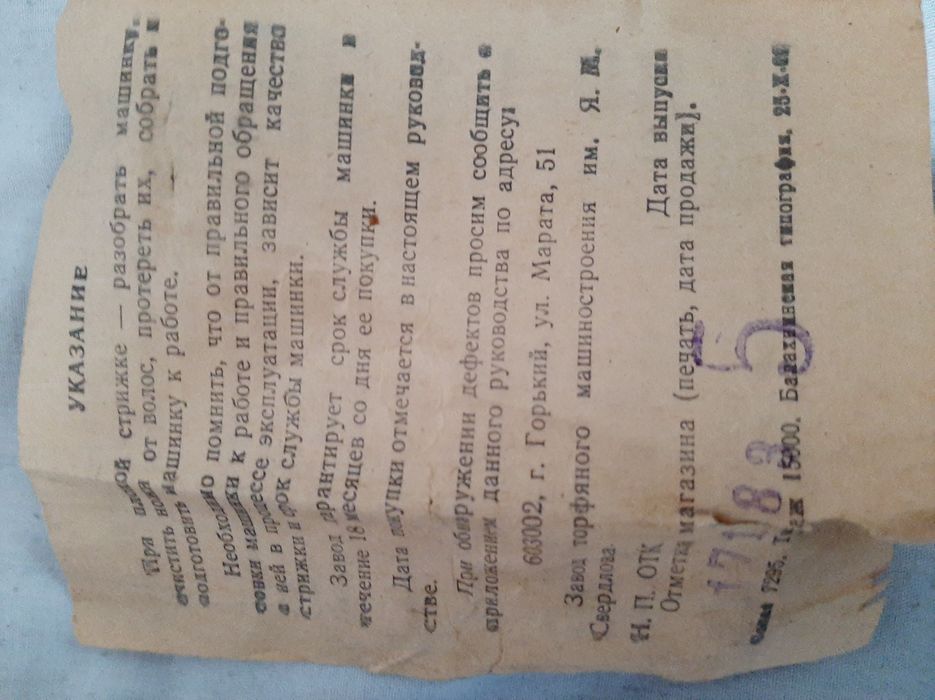 УКАЗАНИЕ
При плохой стрижке — разобрать машинку,
очистить ножи от волос, протереть их, собрать и
подготовить машинку к работе.
Необходимо помнить, что от правильной подго-
товки машинки к работе и правильного обращения
с ней в процессе эксплуатации, зависит качество
стрижки и срок службы машинки.
Завод гарантирует срок службы машинки в
течение 18 месяцев со дня ее покупки.
Дата покупки отмечается в настоящем руковод-
стве.
При обнаружении дефектов просим сообщить с
приложением данного руководства по адресу:
603002, г. Горький, ул. Марата, 51
Завод торфяного машиностроения им. Я. М.
Свердлова.
Н. П. ОТК Дата выпуска
Отметка магазина (печать, дата продажи).
5
17183
Заказ 7295. Тираж 15000. Балахнинская типография, 25-X-